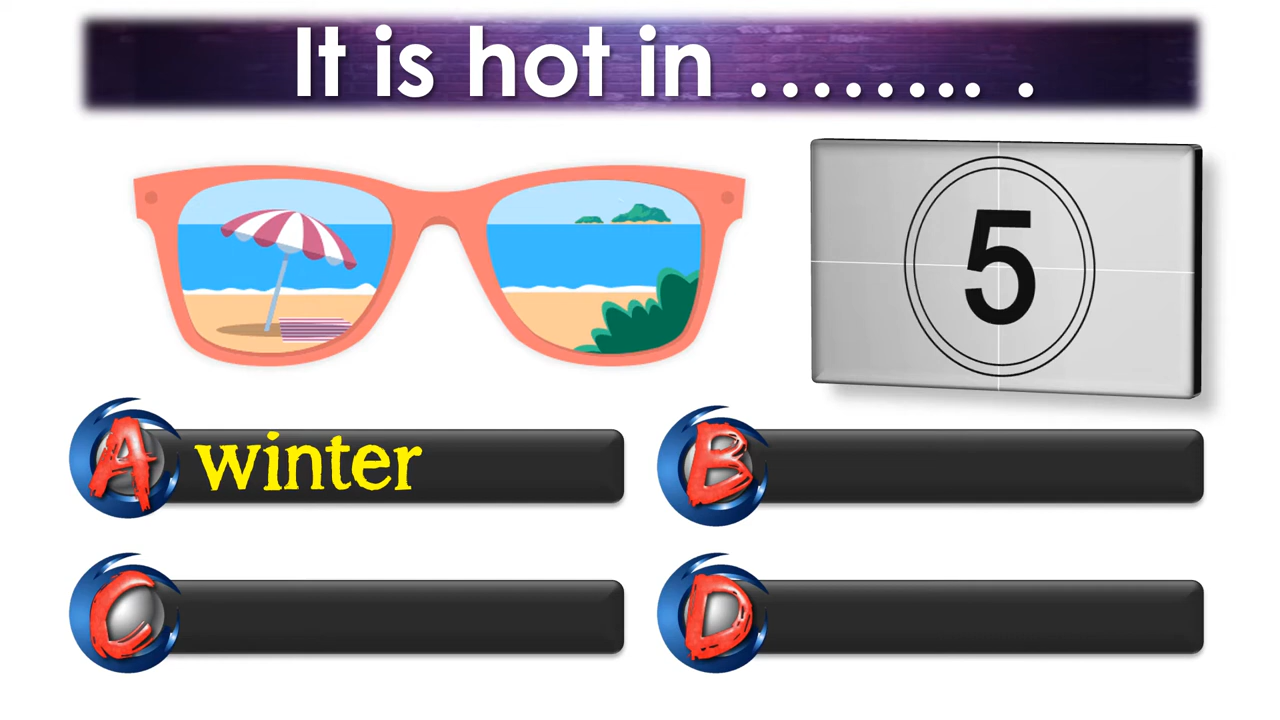 It is hot in ........ .
5
A winter
B
C
D